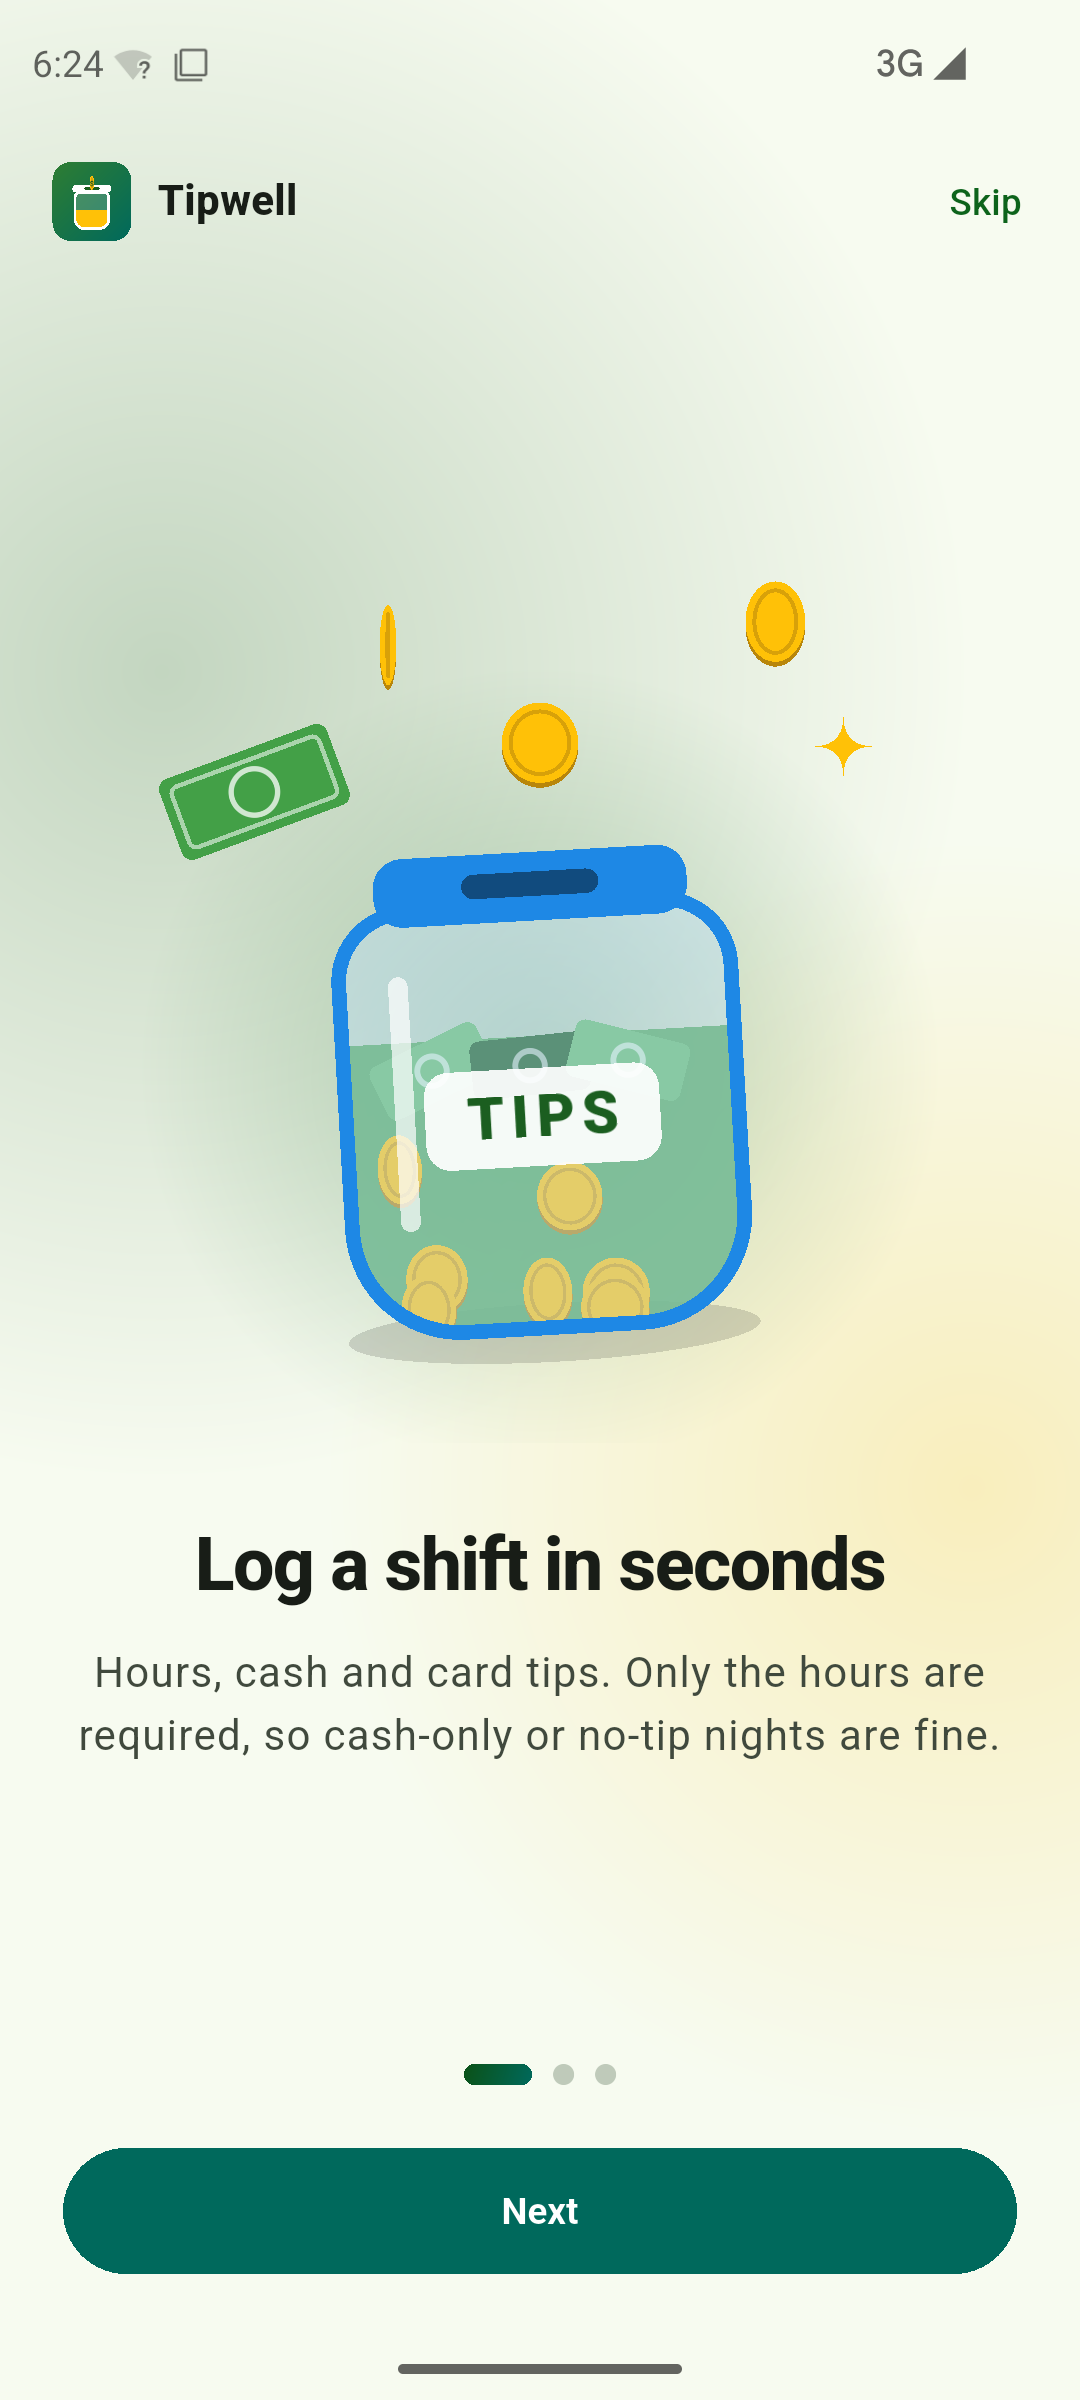 6:24
3G
Tipwell
Skip
TIPS
Log a shift in seconds
Hours, cash and card tips. Only the hours are
required, so cash-only or no-tip nights are fine.
Next